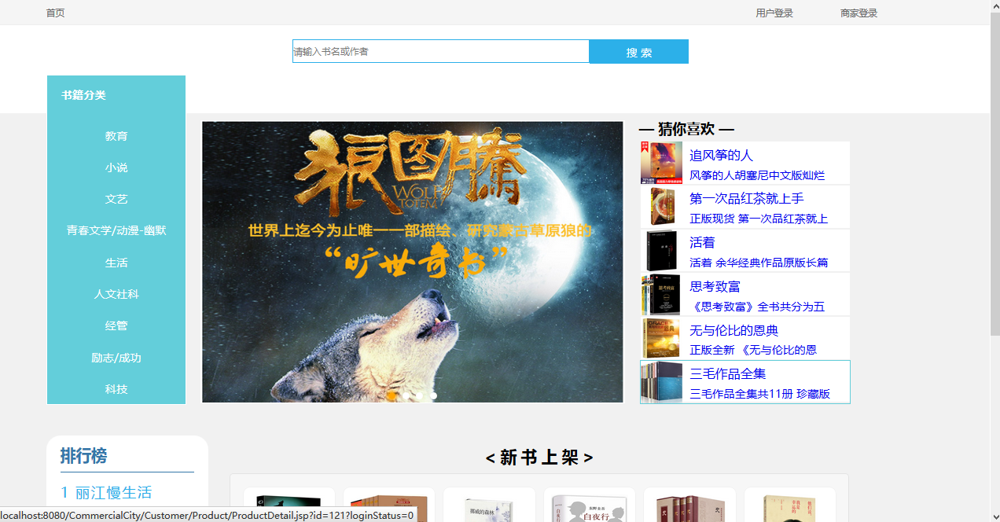 首页
用户登录
商家登录
请输入书名或作者
搜 索
书籍分类
教育
小说
文艺
青春文学/动漫-幽默
生活
人文社科
经管
励志/成功
科技
狼图腾
WOLF
TOTEM
世界上迄今为止唯一一部描绘、研究蒙古草原狼的
“旷世奇书”
— 猜你喜欢 —
追风筝的人
风筝的人胡塞尼中文版灿烂
第一次品红茶就上手
正版现货 第一次品红茶就上
活着
活着 余华经典作品原版长篇
思考致富
《思考致富》全书共分为五
无与伦比的恩典
正版全新 《无与伦比的恩
三毛作品全集
三毛作品全集共11册 珍藏版
排行榜
1 丽江慢生活
< 新 书 上 架 >
挪威的森林
白夜行
localhost:8080/CommercialCity/Customer/Product/ProductDetail.jsp?id=121?loginStatus=0